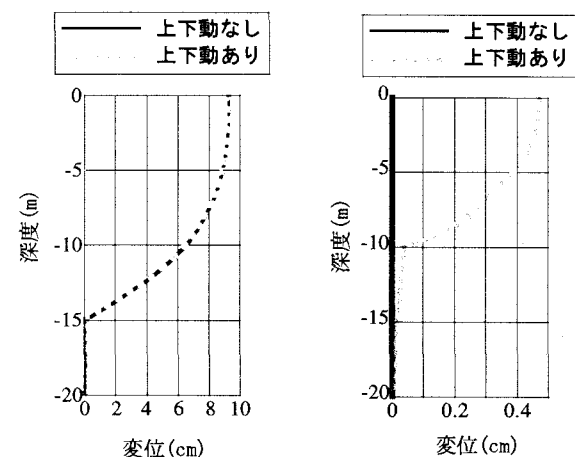 上下動なし
上下動あり
0
-5
-10
-15
-20
深度(m)
0 2 4 6 8 10
変位(cm)
上下動なし
上下動あり
0
-5
-10
-15
-20
深度(m)
0 0.2 0.4
変位(cm)